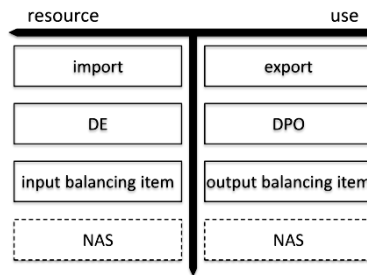 resource use
import export
DE DPO
input balancing item output balancing item
NAS NAS